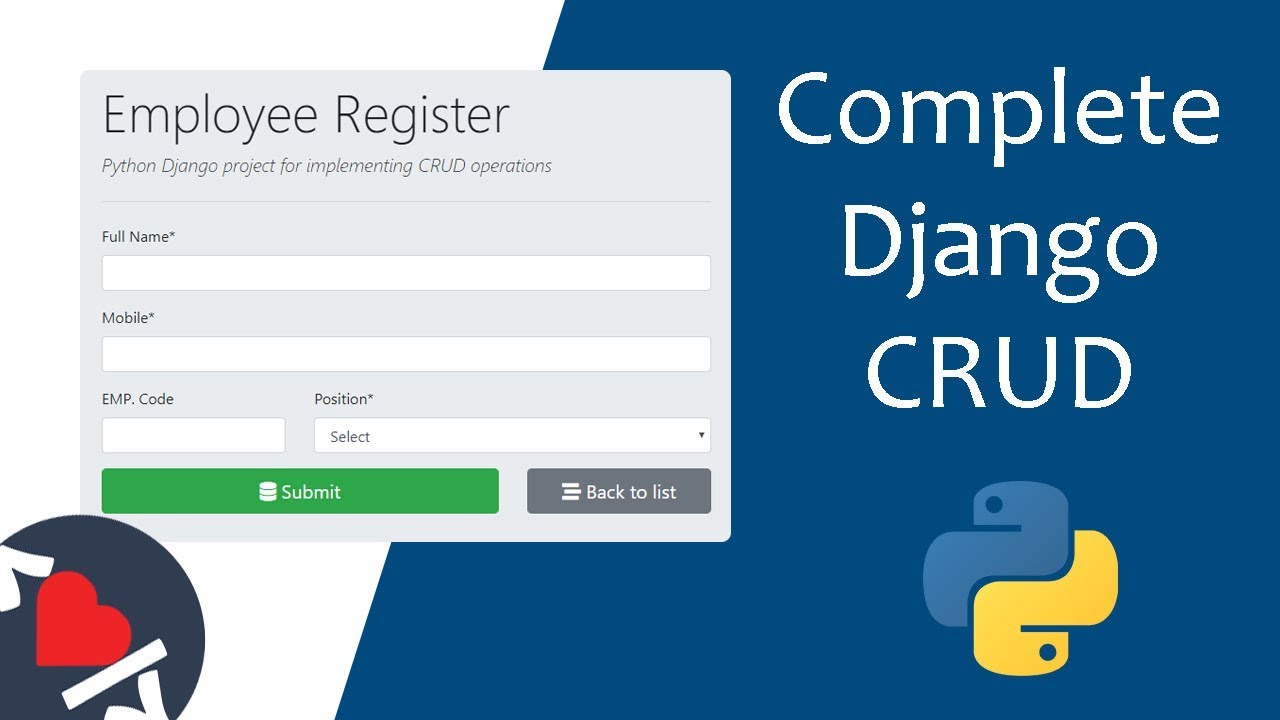 Employee Register
Python Django project for implementing CRUD operations
Full Name*
Mobile*
EMP. Code
Position*
Select
Submit
Back to list
Complete
Django
CRUD